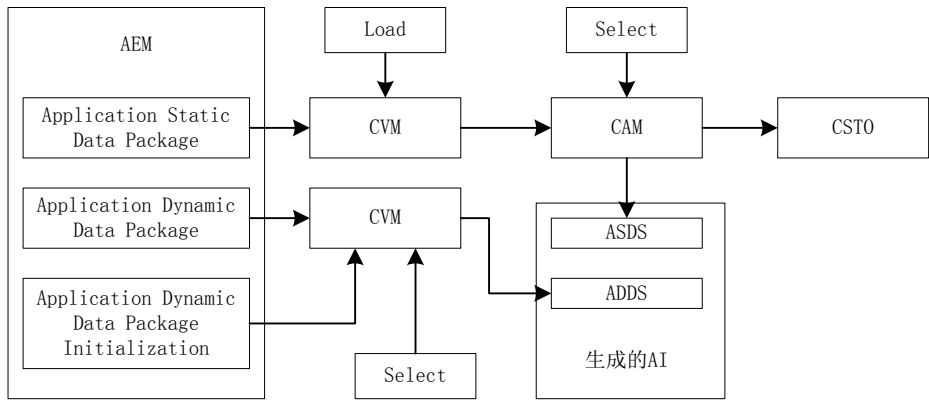 AEM
Load
Select
Application Static
Data Package
CVM
CAM
CSTO
Application Dynamic
Data Package
CVM
ASDS
ADDS
Application Dynamic
Data Package
Initialization
生成的AI
Select